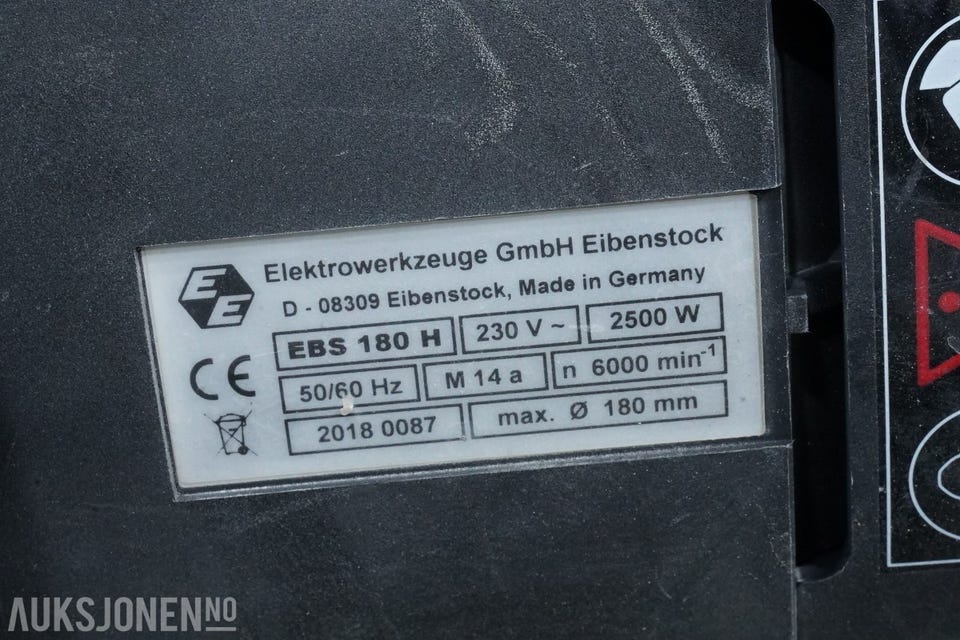 EE
Elektrowerkzeuge GmbH Eibenstock
D - 08309 Eibenstock, Made in Germany
EBS 180 H 230 V ~ 2500 W
CE 50/60 Hz M 14 a n 6000 min⁻¹
2018 0087 max. Ø 180 mm
AUKSJONEN.NO